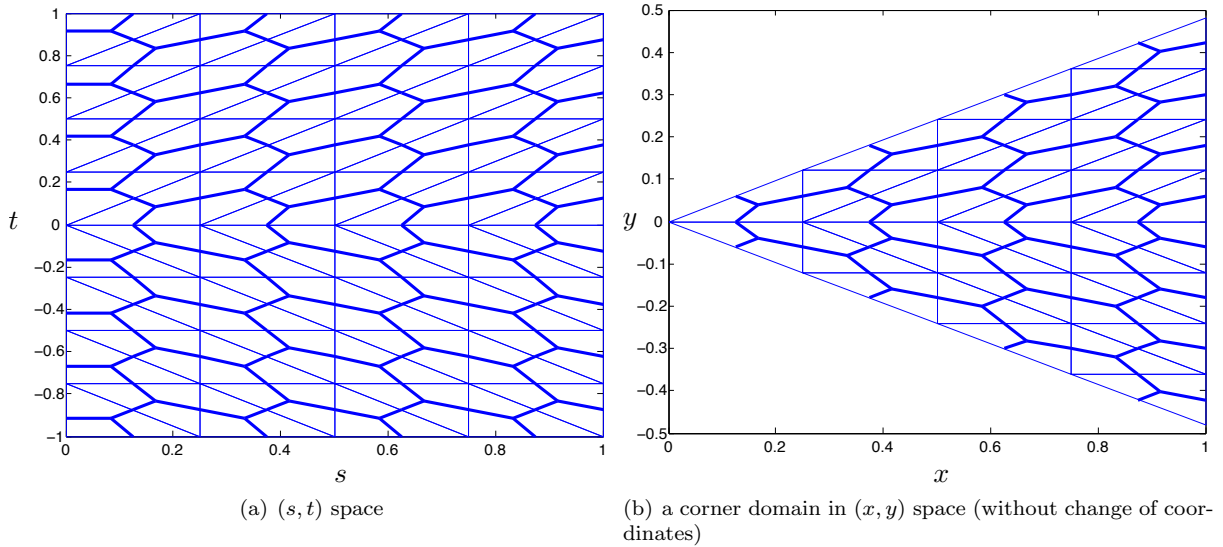 1
0.8
0.6
0.4
0.2
0
−0.2
−0.4
−0.6
−0.8
−1
t
0 0.2 0.4 0.6 0.8 1
s
(a) (s, t) space
0.5
0.4
0.3
0.2
0.1
0
−0.1
−0.2
−0.3
−0.4
−0.5
y
0 0.2 0.4 0.6 0.8 1
x
(b) a corner domain in (x, y) space (without change of coor-
dinates)